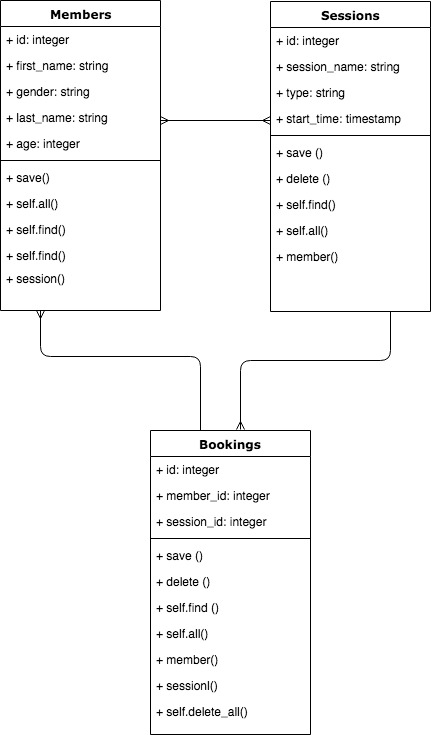 Members
+ id: integer
+ first_name: string
+ gender: string
+ last_name: string
+ age: integer
+ save()
+ self.all()
+ self.find()
+ self.find()
+ session()
Sessions
+ id: integer
+ session_name: string
+ type: string
+ start_time: timestamp
+ save ()
+ delete ()
+ self.find()
+ self.all()
+ member()
Bookings
+ id: integer
+ member_id: integer
+ session_id: integer
+ save ()
+ delete ()
+ self.find ()
+ self.all()
+ member()
+ sessionl()
+ self.delete_all()